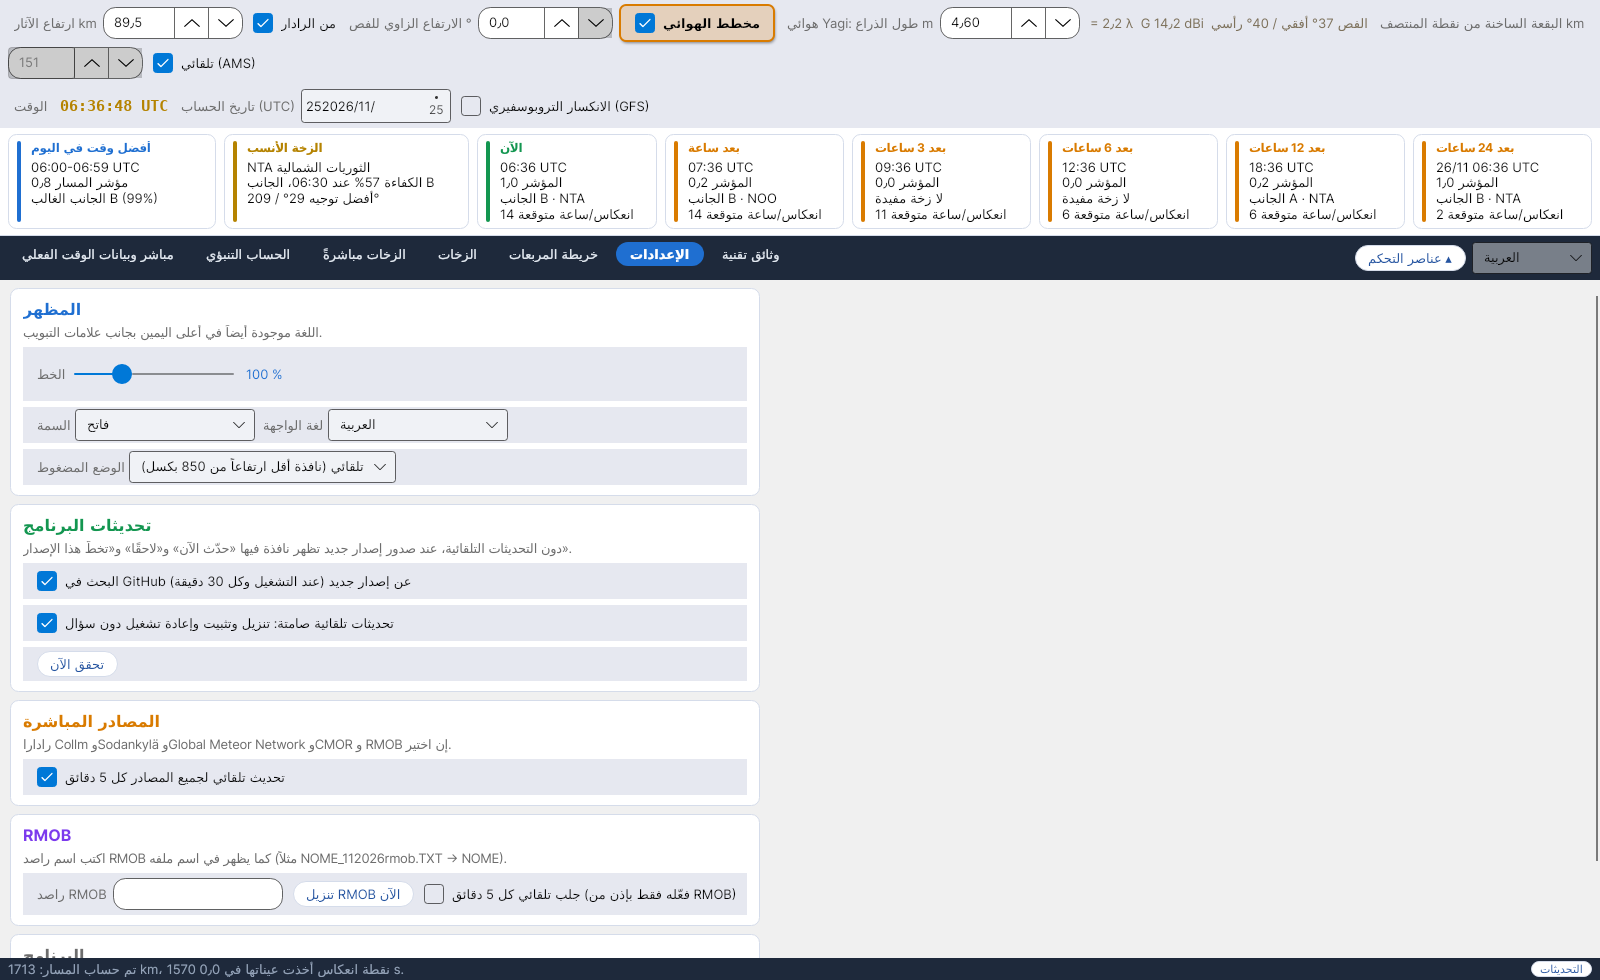 ارتفاع الآثار km 89٫5 من الرادار الارتفاع الزاوي للفص ° 0٫0 مخطط الهوائي هوائي Yagi: طول الذراع m 4٫60 = 2٫2 λ G 14٫2 dBi الفص 37° أفقي / 40° رأسي البقعة الساخنة من نقطة المنتصف km
151 تلقائي (AMS)
الوقت 06:36:48 UTC تاريخ الحساب (UTC) 252026/11/ 25 الانكسار التروبوسفيري (GFS)
أفضل وقت في اليوم
06:00-06:59 UTC
مؤشر المسار 0٫8
الجانب الغالب B (99%)
الزخة الأنسب
NTA الثوريات الشمالية
الكفاءة 57% عند 06:30، الجانب B
أفضل توجيه 29° / 209°
الآن
06:36 UTC
المؤشر 1٫0
الجانب B · NTA
انعكاس/ساعة متوقعة 14
بعد ساعة
07:36 UTC
المؤشر 0٫2
الجانب B · NOO
انعكاس/ساعة متوقعة 14
بعد 3 ساعات
09:36 UTC
المؤشر 0٫0
لا زخة مفيدة
انعكاس/ساعة متوقعة 11
بعد 6 ساعات
12:36 UTC
المؤشر 0٫0
لا زخة مفيدة
انعكاس/ساعة متوقعة 6
بعد 12 ساعات
18:36 UTC
المؤشر 0٫2
الجانب A · NTA
انعكاس/ساعة متوقعة 6
بعد 24 ساعات
26/11 06:36 UTC
المؤشر 1٫0
الجانب B · NTA
انعكاس/ساعة متوقعة 2
مباشر وبيانات الوقت الفعلي الحساب التنبؤي الزخات مباشرةً الزخات خريطة المربعات الإعدادات وثائق تقنية عناصر التحكم ▴ العربية
المظهر
اللغة موجودة أيضاً في أعلى اليمين بجانب علامات التبويب.
الخط 100 %
السمة فاتح لغة الواجهة العربية
الوضع المضغوط تلقائي (نافذة أقل ارتفاعاً من 850 بكسل)
تحديثات البرنامج
دون التحديثات التلقائية، عند صدور إصدار جديد تظهر نافذة فيها «حدّث الآن» و«لاحقًا» و«تخطّ هذا الإصدار».
البحث في GitHub عن إصدار جديد (عند التشغيل وكل 30 دقيقة)
تحديثات تلقائية صامتة: تنزيل وتثبيت وإعادة تشغيل دون سؤال
تحقق الآن
المصادر المباشرة
رادارا Collm وSodankylä وGlobal Meteor Network وCMOR و RMOB إن اختير.
تحديث تلقائي لجميع المصادر كل 5 دقائق
RMOB
اكتب اسم راصد RMOB كما يظهر في اسم ملفه (مثلاً NOME_112026rmob.TXT → NOME).
راصد RMOB تنزيل RMOB الآن جلب تلقائي كل 5 دقائق (فعّله فقط بإذن من RMOB)
البرنامج
تم حساب المسار: 1713 km، 1570 نقطة انعكاس أخذت عيناتها في 0٫0 s.
التحديثات